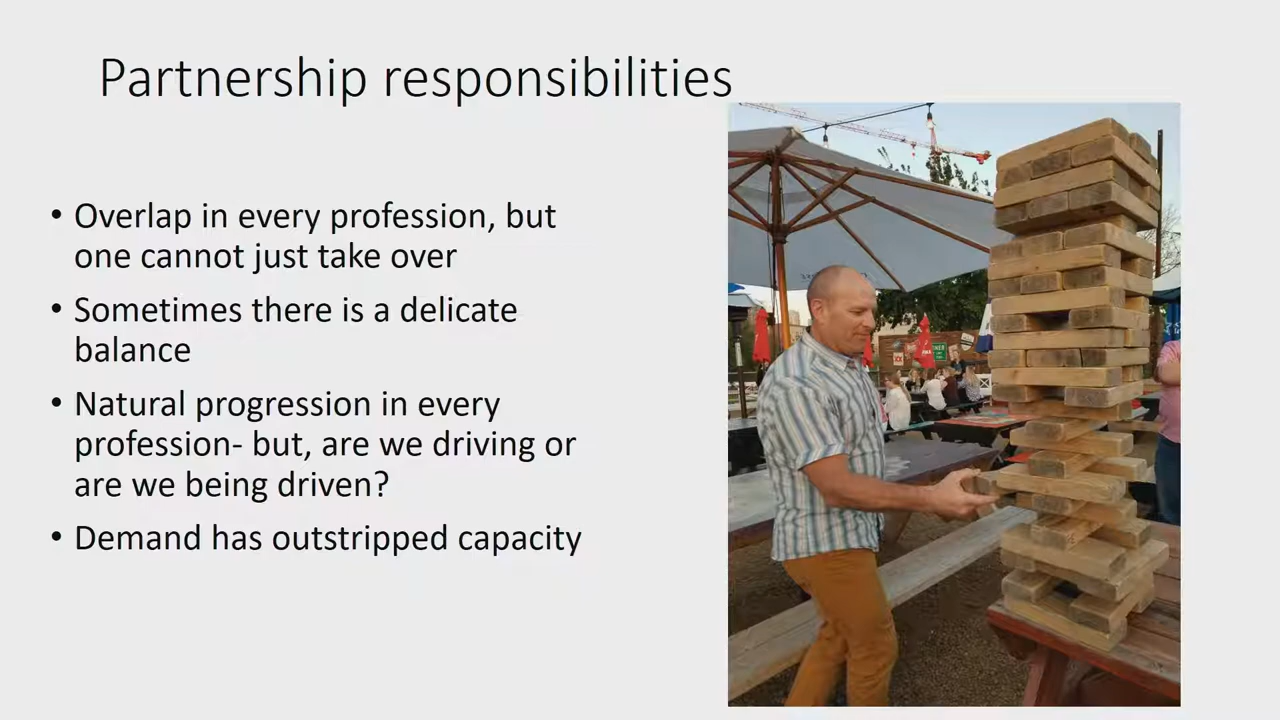 Partnership responsibilities
• Overlap in every profession, but
one cannot just take over
• Sometimes there is a delicate
balance
• Natural progression in every
profession- but, are we driving or
are we being driven?
• Demand has outstripped capacity